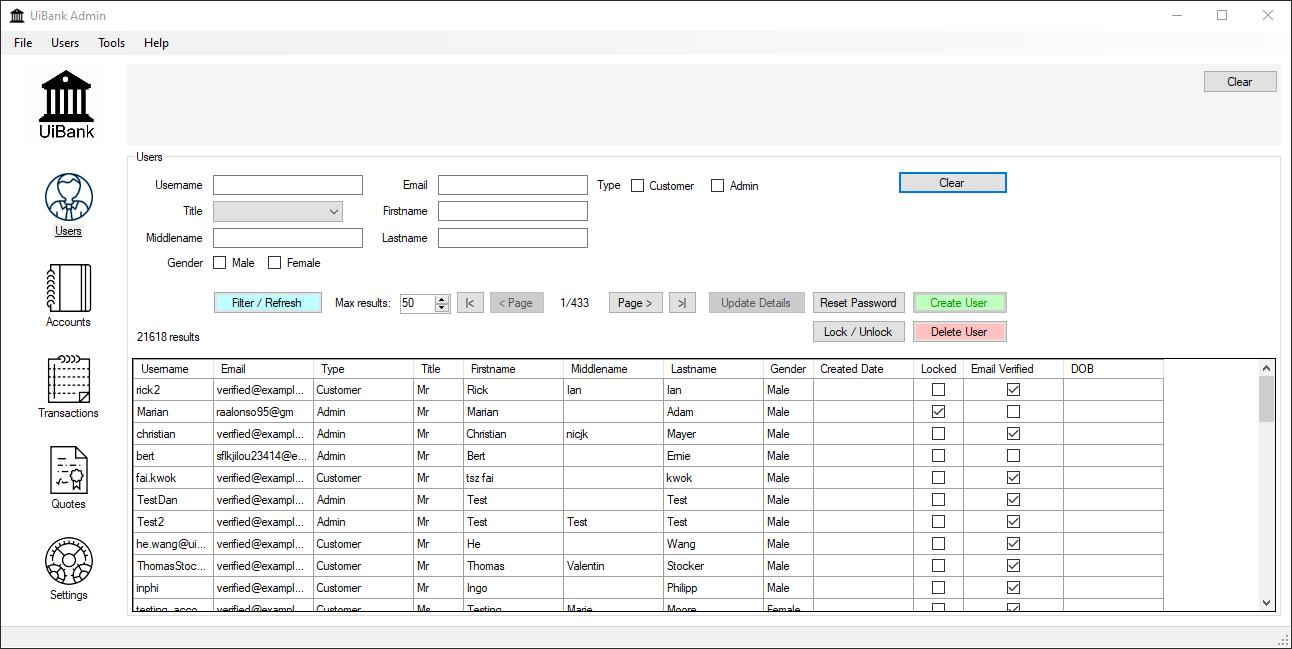 UiBank Admin
File Users Tools Help
UiBank
Clear
Users
Username Email Type Customer Admin Clear
Title Firstname
Middlename Lastname
Gender Male Female
Filter / Refresh Max results: 50 |< < Page 1/433 Page > >| Update Details Reset Password Create User
Lock / Unlock Delete User
21618 results
Users
Accounts
Transactions
Quotes
Settings
Username Email Type Title Firstname Middlename Lastname Gender Created Date Locked Email Verified DOB
rick2 verified@exampl... Customer Mr Rick Ian Ian Male
Marian raalonso95@gm Admin Mr Marian Adam Male
christian verified@exampl... Admin Mr Christian nicjk Mayer Male
bert sflkjilou23414@e... Admin Mr Bert Ernie Male
fai.kwok verified@exampl... Customer Mr tsz fai kwok Male
TestDan verified@exampl... Admin Mr Test Test Male
Test2 verified@exampl... Admin Mr Test Test Test Male
he.wang@ui... verified@exampl... Customer Mr He Wang Male
ThomasStoc... verified@exampl... Customer Mr Thomas Valentin Stocker Male
inphi verified@exampl... Customer Mr Ingo Philipp Male
testing_acco... verified@exampl... Customer Ms Testing Marie Moore Female